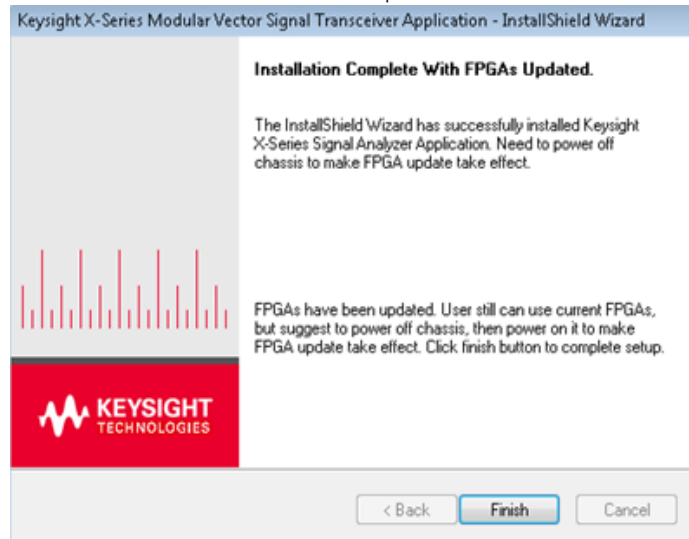 Keysight X-Series Modular Vector Signal Transceiver Application - InstallShield Wizard
Installation Complete With FPGAs Updated.
The InstallShield Wizard has successfully installed Keysight
X-Series Signal Analyzer Application. Need to power off
chassis to make FPGA update take effect.
FPGAs have been updated. User still can use current FPGAs,
but suggest to power off chassis, then power on it to make
FPGA update take effect. Click finish button to complete setup.
KEYSIGHT
TECHNOLOGIES
< Back Finish Cancel